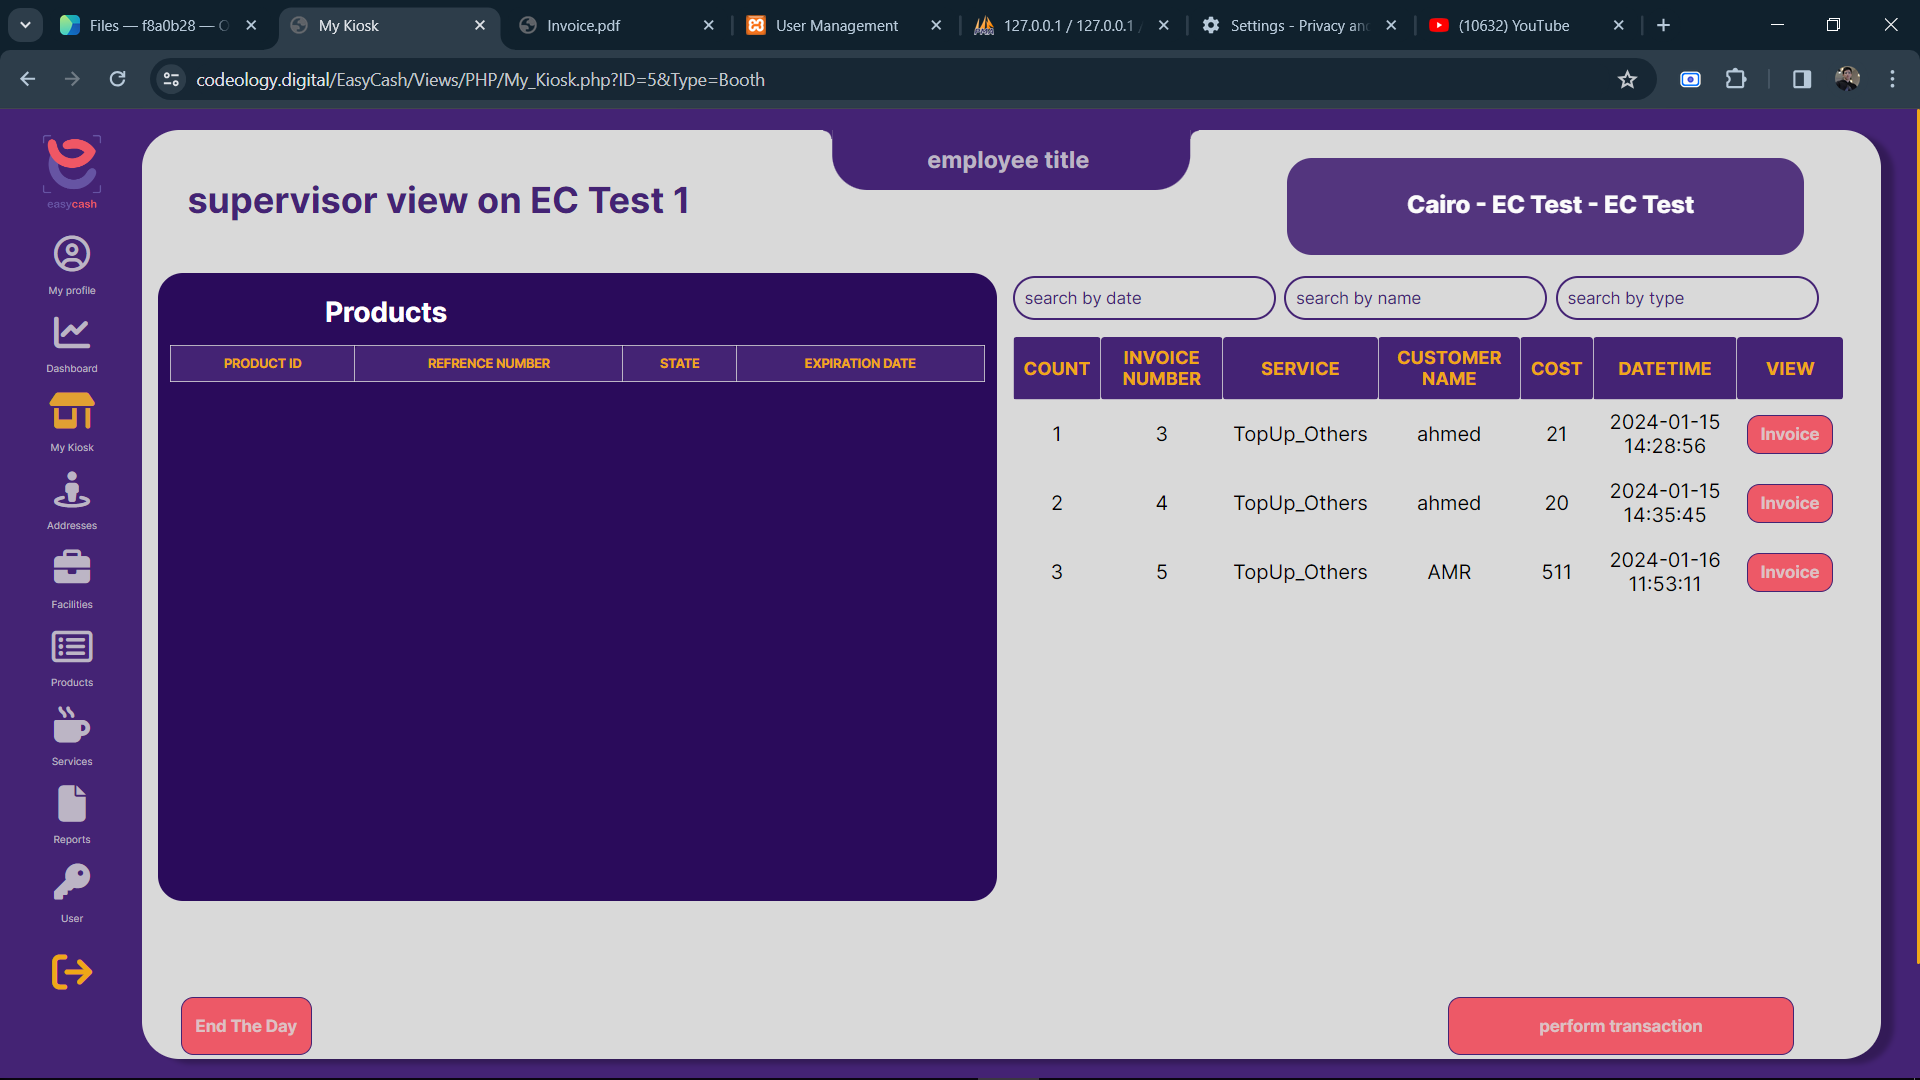 Files — f8a0b28 — O
My Kiosk
Invoice.pdf
User Management
127.0.0.1 / 127.0.0.1
Settings - Privacy and
(10632) YouTube
codeology.digital/EasyCash/Views/PHP/My_Kiosk.php?ID=5&Type=Booth
easycash
My profile
Dashboard
My Kiosk
Addresses
Facilities
Products
Services
Reports
User
employee title
supervisor view on EC Test 1
Cairo - EC Test - EC Test
Products
PRODUCT ID REFRENCE NUMBER STATE EXPIRATION DATE
search by date search by name search by type
COUNT INVOICE NUMBER SERVICE CUSTOMER NAME COST DATETIME VIEW
1 3 TopUp_Others ahmed 21 2024-01-15 14:28:56 Invoice
2 4 TopUp_Others ahmed 20 2024-01-15 14:35:45 Invoice
3 5 TopUp_Others AMR 511 2024-01-16 11:53:11 Invoice
End The Day
perform transaction